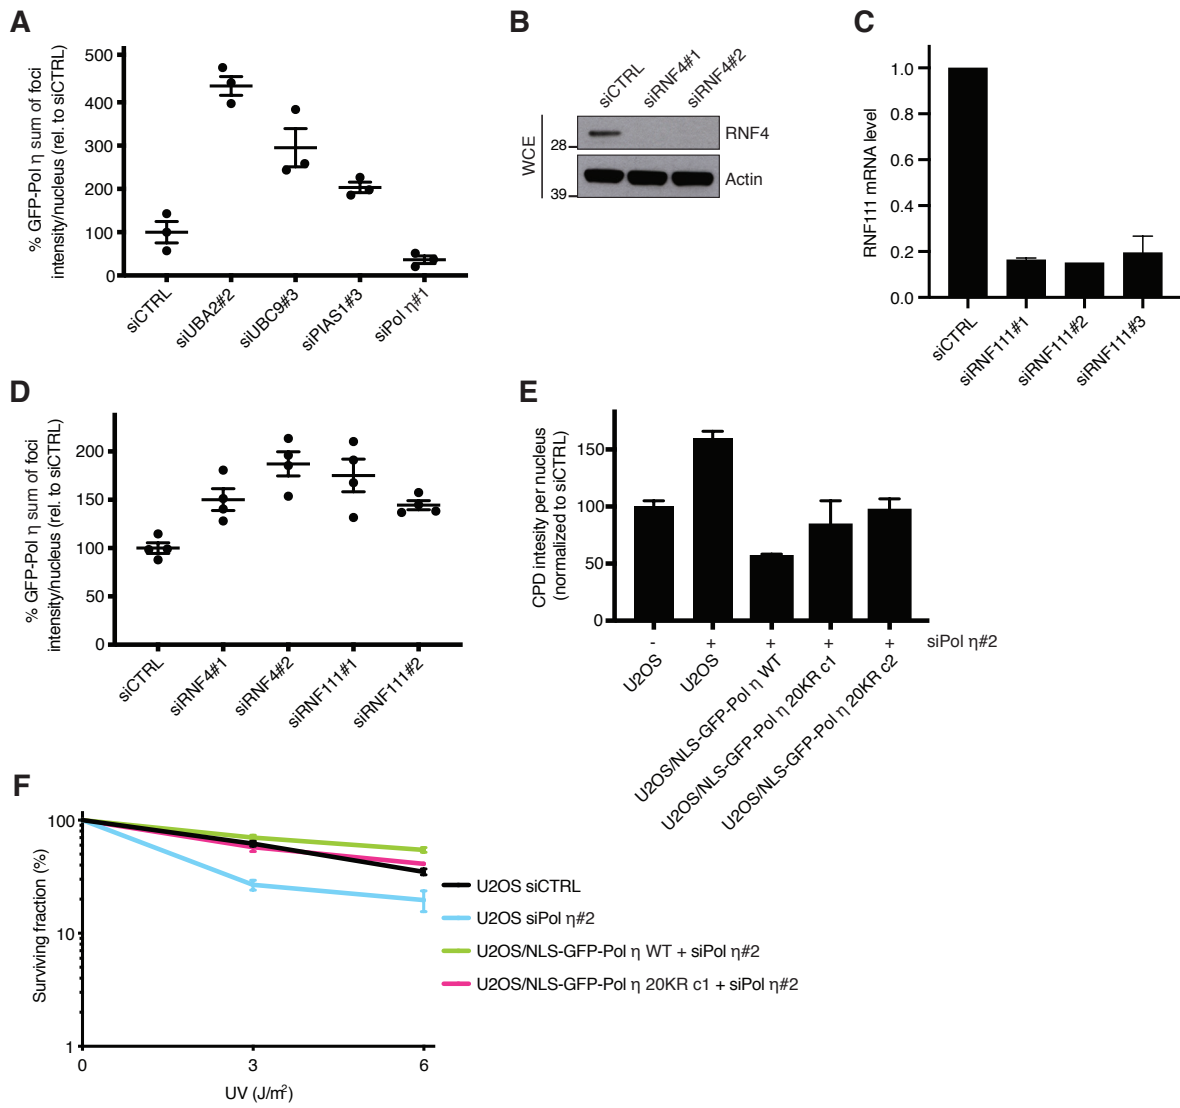 A
% GFP-Pol η sum of foci
intensity/nucleus (rel. to siCTRL)
500
400
300
200
100
0
siCTRL
siUBA2#2
siUBC9#3
siPIAS1#3
siPol η#1
B
siCTRL
siRNF4#1
siRNF4#2
WCE
28
RNF4
39
Actin
C
RNF111 mRNA level
1.0
0.8
0.6
0.4
0.2
0.0
siCTRL
siRNF111#1
siRNF111#2
siRNF111#3
D
% GFP-Pol η sum of foci
intensity/nucleus (rel. to siCTRL)
200
150
100
50
0
siCTRL
siRNF4#1
siRNF4#2
siRNF111#1
siRNF111#2
E
CPD intesity per nucleus
(normalized to siCTRL)
150
100
50
0
- + + + + siPol η#2
U2OS
U2OS
U2OS/NLS-GFP-Pol η WT
U2OS/NLS-GFP-Pol η 20KR c1
U2OS/NLS-GFP-Pol η 20KR c2
F
Surviving fraction (%)
100
10
1
0 3 6
UV (J/m²)
U2OS siCTRL
U2OS siPol η#2
U2OS/NLS-GFP-Pol η WT + siPol η#2
U2OS/NLS-GFP-Pol η 20KR c1 + siPol η#2